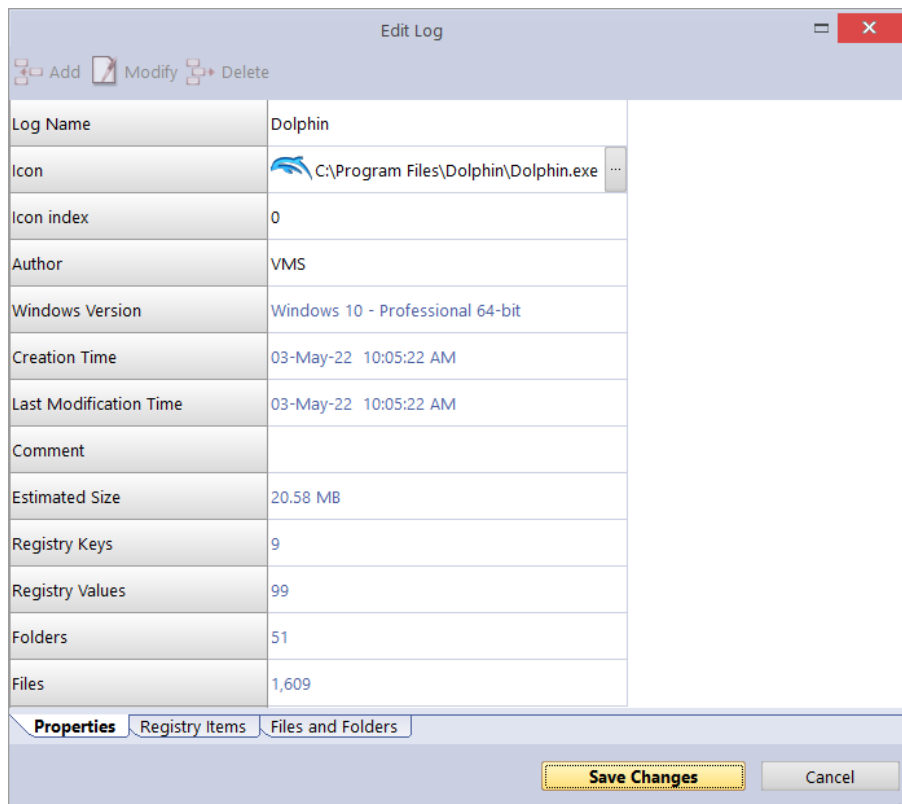 Edit Log
Add Modify Delete
Log Name Dolphin
Icon C:\Program Files\Dolphin\Dolphin.exe ...
Icon index 0
Author VMS
Windows Version Windows 10 - Professional 64-bit
Creation Time 03-May-22 10:05:22 AM
Last Modification Time 03-May-22 10:05:22 AM
Comment
Estimated Size 20.58 MB
Registry Keys 9
Registry Values 99
Folders 51
Files 1,609
Properties Registry Items Files and Folders
Save Changes Cancel